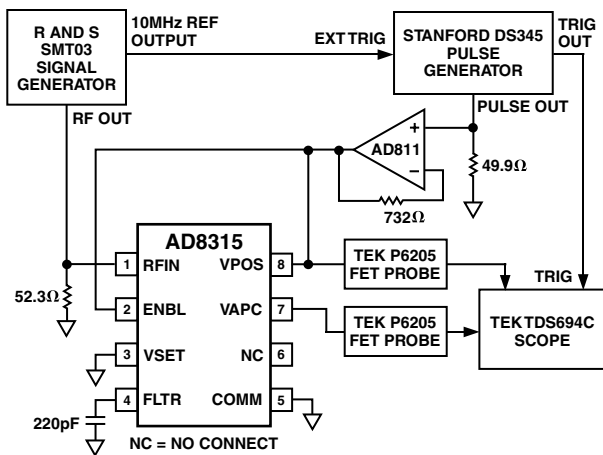 R AND S
SMT03
SIGNAL
GENERATOR
10MHz REF
OUTPUT
EXT TRIG
STANFORD DS345
PULSE
GENERATOR
TRIG
OUT
RF OUT
PULSE OUT
+
AD811
−
49.9Ω
732Ω
AD8315
1 RFIN
VPOS 8
52.3Ω
2 ENBL
VAPC 7
3 VSET
NC 6
4 FLTR
COMM 5
220pF
NC = NO CONNECT
TEK P6205
FET PROBE
TEK P6205
FET PROBE
TRIG
TEK TDS694C
SCOPE